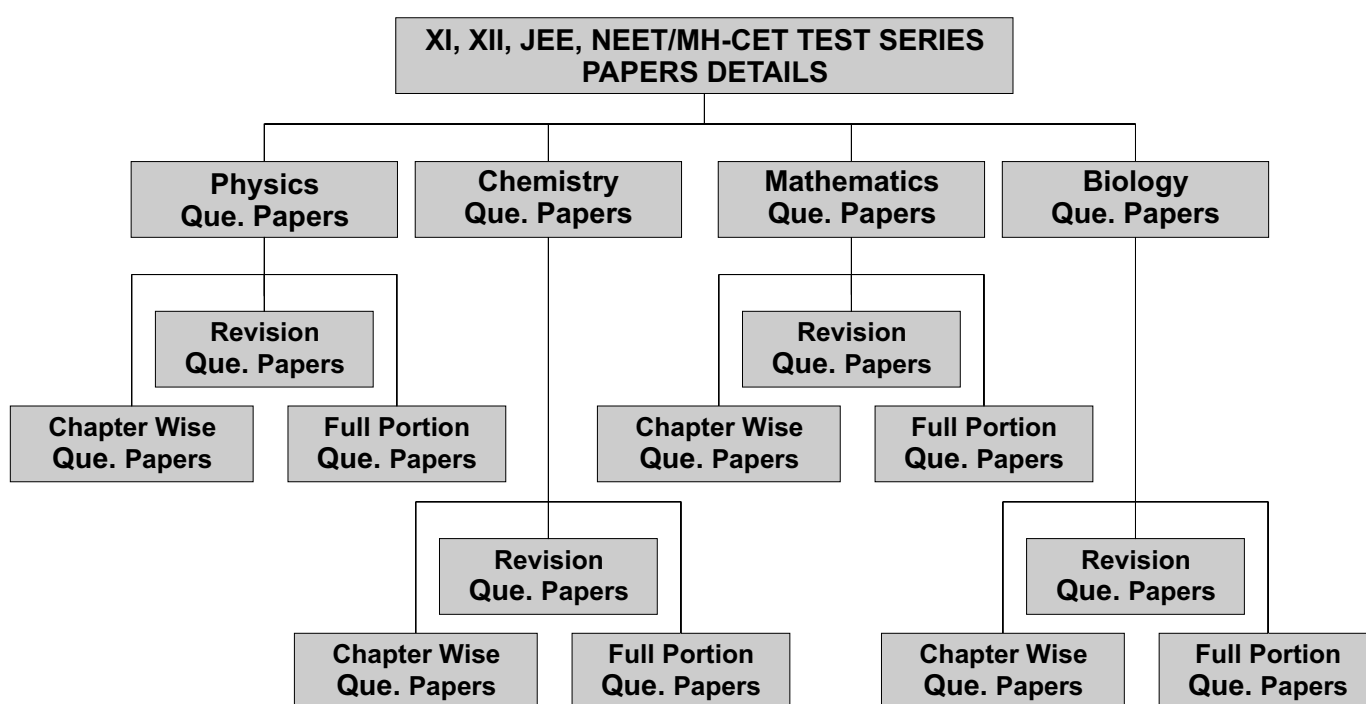 XI, XII, JEE, NEET/MH-CET TEST SERIES
PAPERS DETAILS
Physics
Que. Papers
Chemistry
Que. Papers
Mathematics
Que. Papers
Biology
Que. Papers
Revision
Que. Papers
Revision
Que. Papers
Chapter Wise
Que. Papers
Full Portion
Que. Papers
Chapter Wise
Que. Papers
Full Portion
Que. Papers
Revision
Que. Papers
Revision
Que. Papers
Chapter Wise
Que. Papers
Full Portion
Que. Papers
Chapter Wise
Que. Papers
Full Portion
Que. Papers